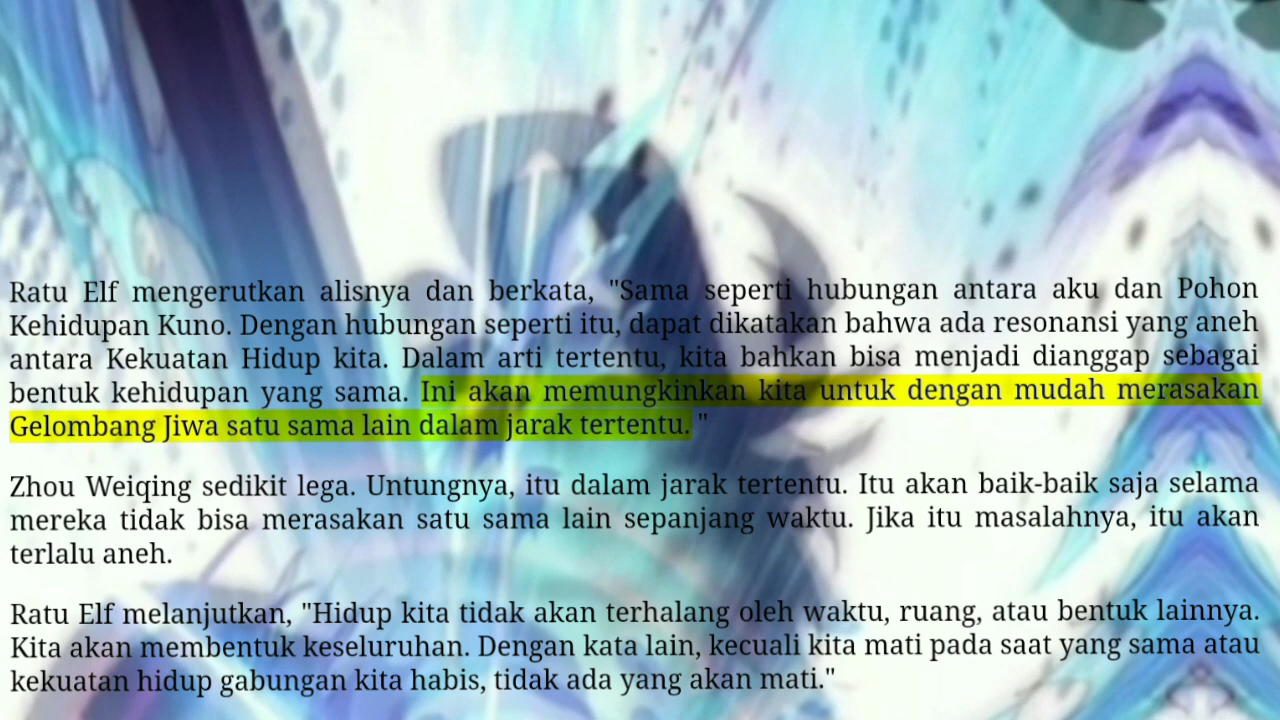 Ratu Elf mengerutkan alisnya dan berkata, "Sama seperti hubungan antara aku dan Pohon
Kehidupan Kuno. Dengan hubungan seperti itu, dapat dikatakan bahwa ada resonansi yang aneh
antara Kekuatan Hidup kita. Dalam arti tertentu, kita bahkan bisa menjadi dianggap sebagai
bentuk kehidupan yang sama. Ini akan memungkinkan kita untuk dengan mudah merasakan
Gelombang Jiwa satu sama lain dalam jarak tertentu. "
Zhou Weiqing sedikit lega. Untungnya, itu dalam jarak tertentu. Itu akan baik-baik saja selama
mereka tidak bisa merasakan satu sama lain sepanjang waktu. Jika itu masalahnya, itu akan
terlalu aneh.
Ratu Elf melanjutkan, "Hidup kita tidak akan terhalang oleh waktu, ruang, atau bentuk lainnya.
Kita akan membentuk keseluruhan. Dengan kata lain, kecuali kita mati pada saat yang sama atau
kekuatan hidup gabungan kita habis, tidak ada yang akan mati."